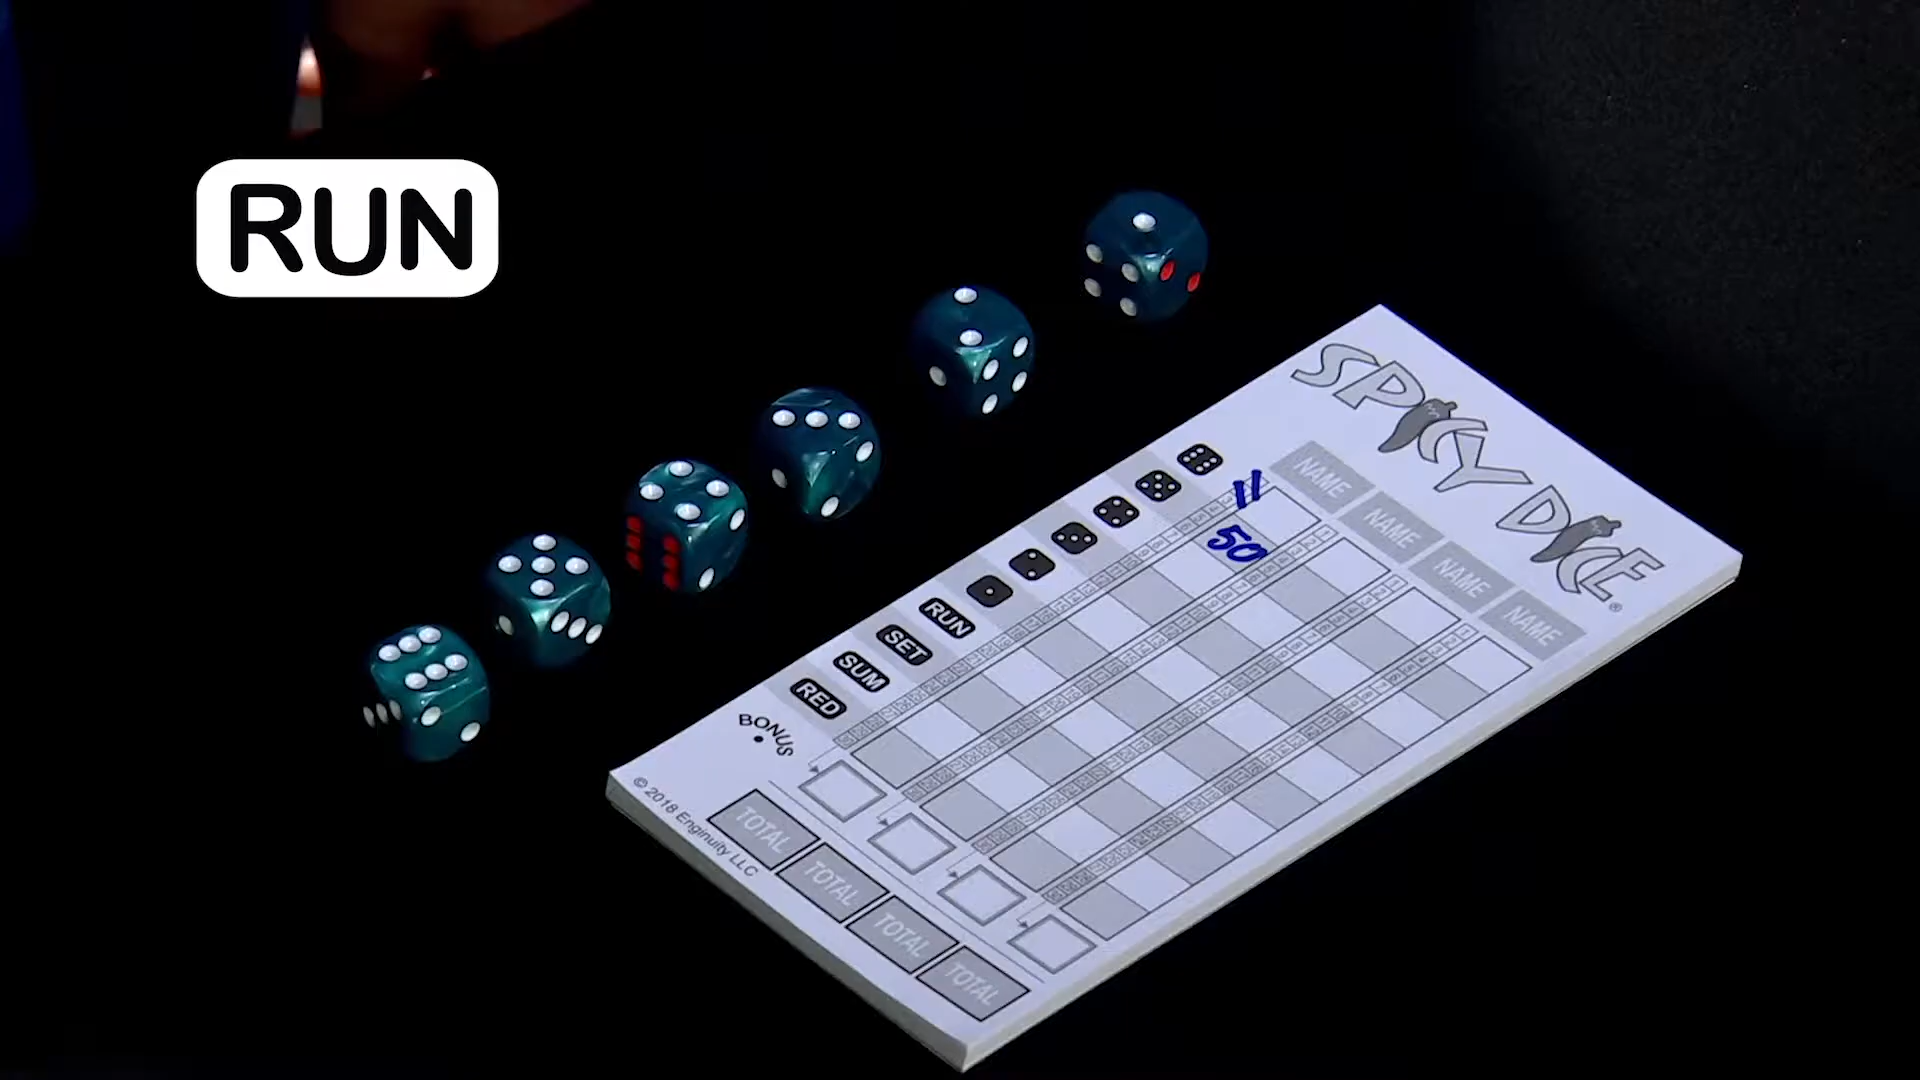 RUN
SPICY DICE®
NAME
NAME
NAME
NAME
11
50
RUN
SET
SUM
RED
BONUS
TOTAL
TOTAL
TOTAL
TOTAL
© 2018 Enginuity LLC